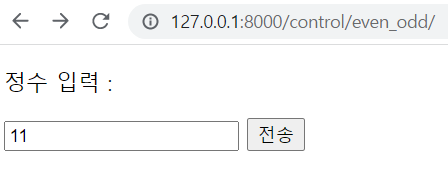 127.0.0.1:8000/control/even_odd/
정수 입력 :
11 전송